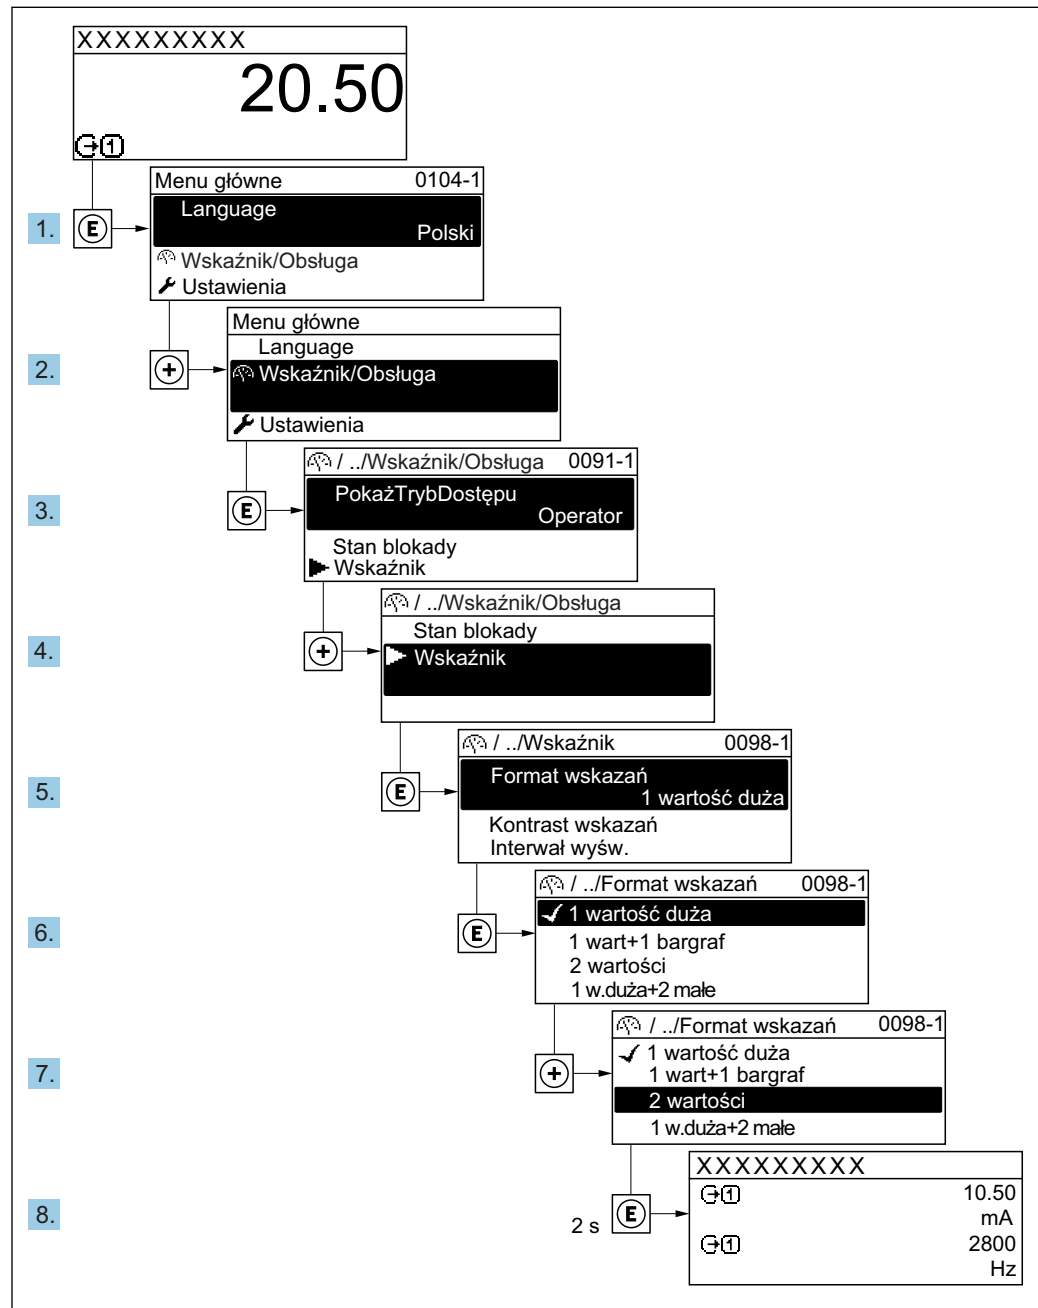 XXXXXXXXX
20.50
1
Menu główne 0104-1
Language
Polski
1. E
Wskaźnik/Obsługa
Ustawienia
Menu główne
Language
2. +
Wskaźnik/Obsługa
Ustawienia
/ ../Wskaźnik/Obsługa 0091-1
PokażTrybDostępu
3. E
Operator
Stan blokady
Wskaźnik
/ ../Wskaźnik/Obsługa
Stan blokady
4. +
Wskaźnik
/ ../Wskaźnik 0098-1
Format wskazań
5. E
1 wartość duża
Kontrast wskazań
Interwał wyśw.
/ ../Format wskazań 0098-1
1 wartość duża
6. E
1 wart+1 bargraf
2 wartości
1 w.duża+2 małe
/ ../Format wskazań 0098-1
1 wartość duża
7. +
1 wart+1 bargraf
2 wartości
1 w.duża+2 małe
XXXXXXXXX
1 10.50
mA
8. 2 s E
1 2800
Hz